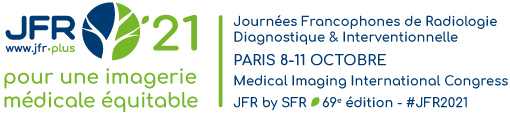 JFR '21
www.jfr.plus
pour une imagerie
médicale équitable
Journées Francophones de Radiologie
Diagnostique & Interventionnelle
PARIS 8-11 OCTOBRE
Medical Imaging International Congress
JFR by SFR 69e édition - #JFR2021